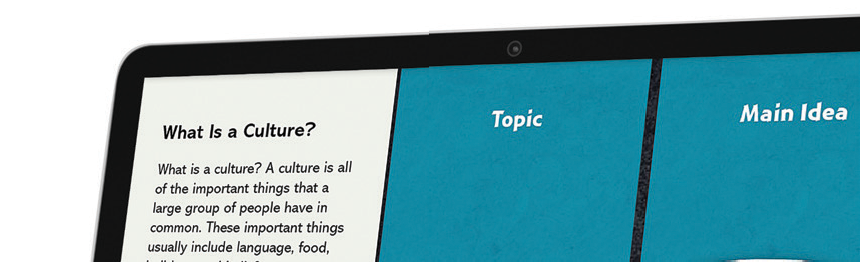 What Is a Culture?
What is a culture? A culture is all
of the important things that a
large group of people have in
common. These important things
usually include language, food,
Topic
Main Idea